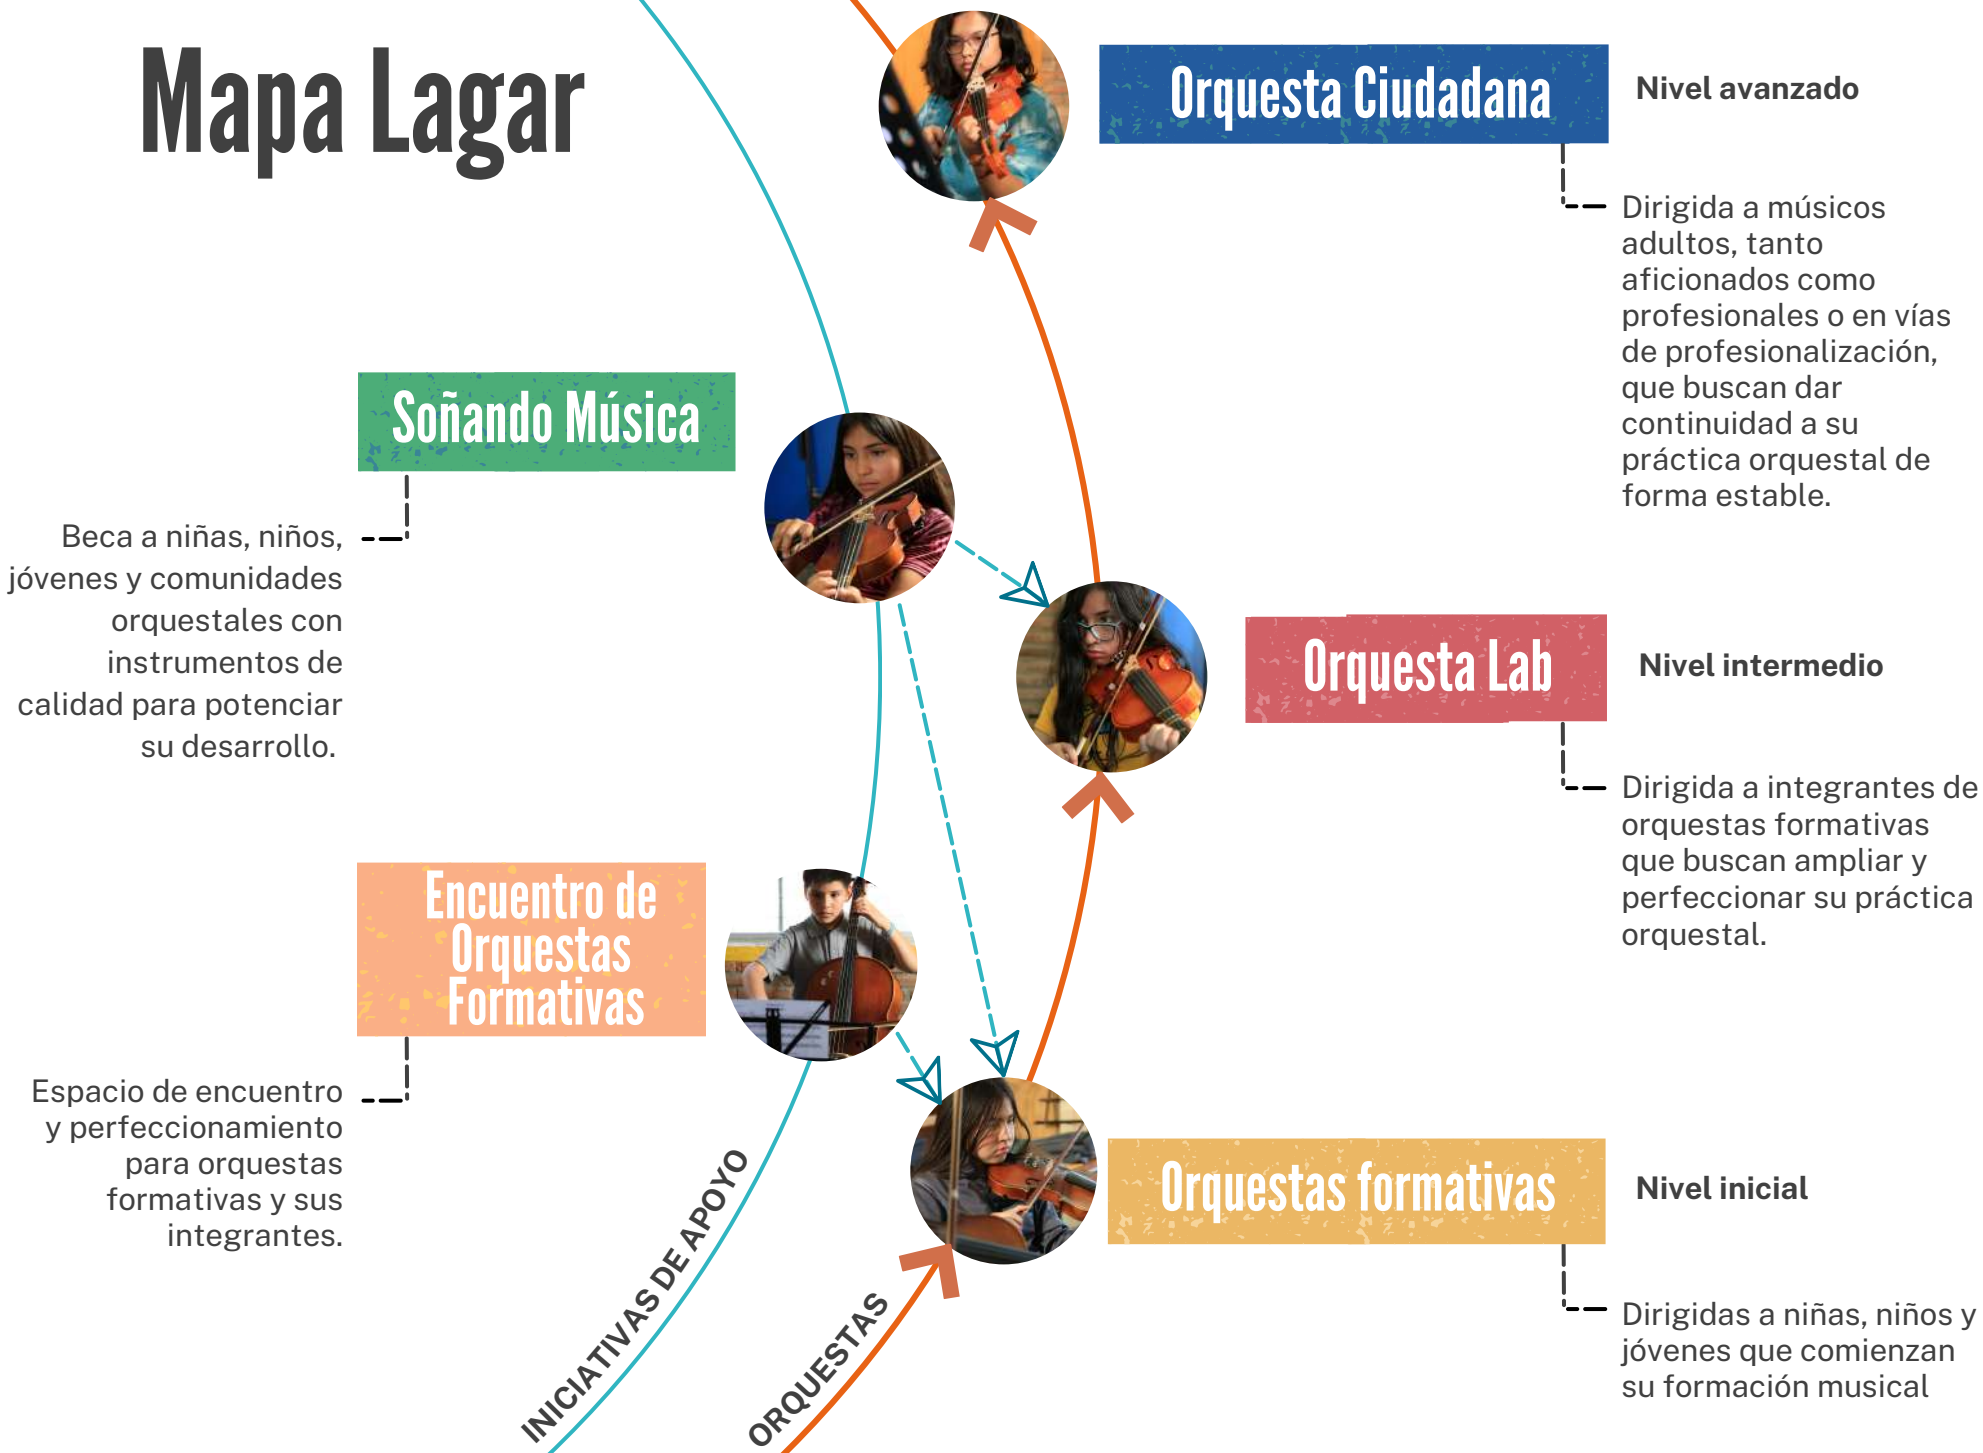 Mapa Lagar
Orquesta Ciudadana
Nivel avanzado
Dirigida a músicos
adultos, tanto
aficionados como
profesionales o en vías
de profesionalización,
que buscan dar
continuidad a su
práctica orquestal de
forma estable.
Soñando Música
Beca a niñas, niños,
jóvenes y comunidades
orquestales con
instrumentos de
calidad para potenciar
su desarrollo.
Orquesta Lab
Nivel intermedio
Dirigida a integrantes de
orquestas formativas
que buscan ampliar y
perfeccionar su práctica
orquestal.
Encuentro de
Orquestas
Formativas
Espacio de encuentro
y perfeccionamiento
para orquestas
formativas y sus
integrantes.
Orquestas formativas
Nivel inicial
Dirigidas a niñas, niños y
jóvenes que comienzan
su formación musical
INICIATIVAS DE APOYO
ORQUESTAS